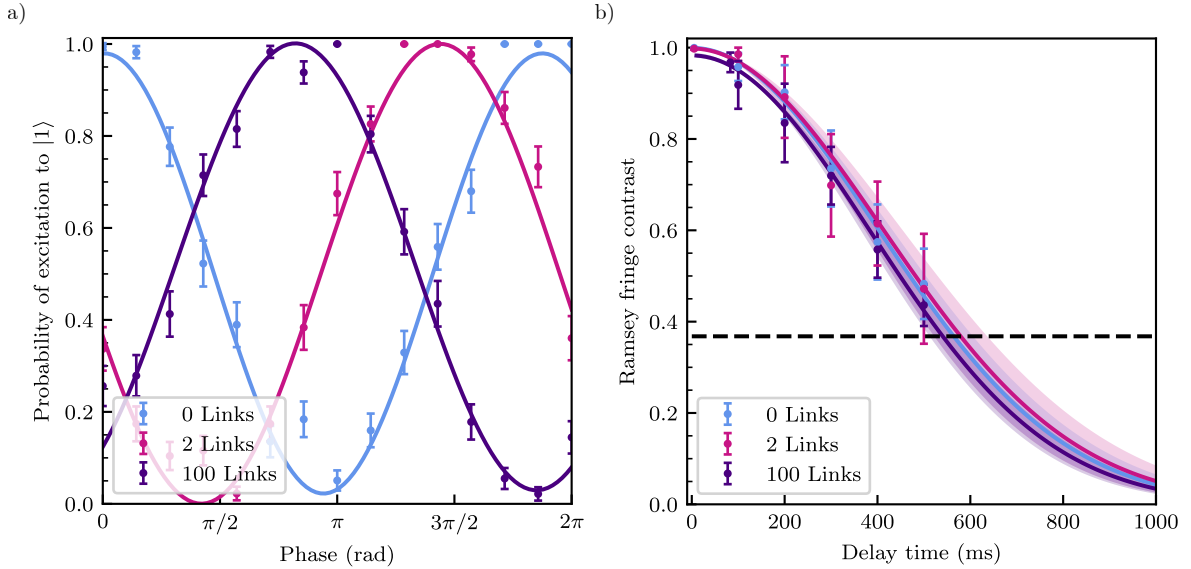 a)
Probability of excitation to |1⟩
1.0
0.8
0.6
0.4
0.2
0.0
0 Links
2 Links
100 Links
0
π/2
π
3π/2
2π
Phase (rad)
b)
Ramsey fringe contrast
1.0
0.8
0.6
0.4
0.2
0.0
0 Links
2 Links
100 Links
0
200
400
600
800
1000
Delay time (ms)